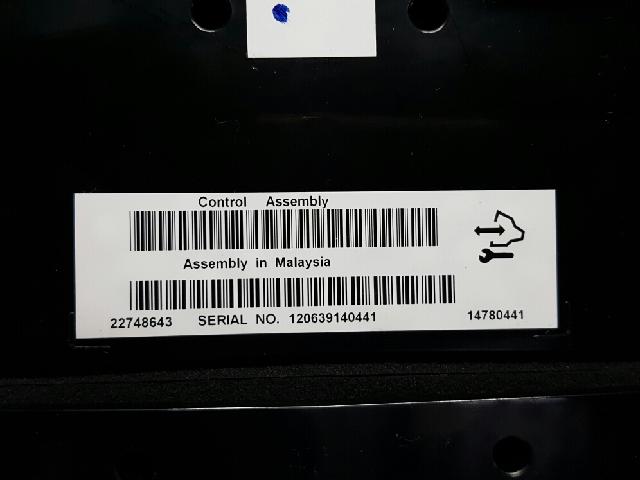 Control Assembly
Assembly in Malaysia
22748643 SERIAL NO. 120639140441 14780441